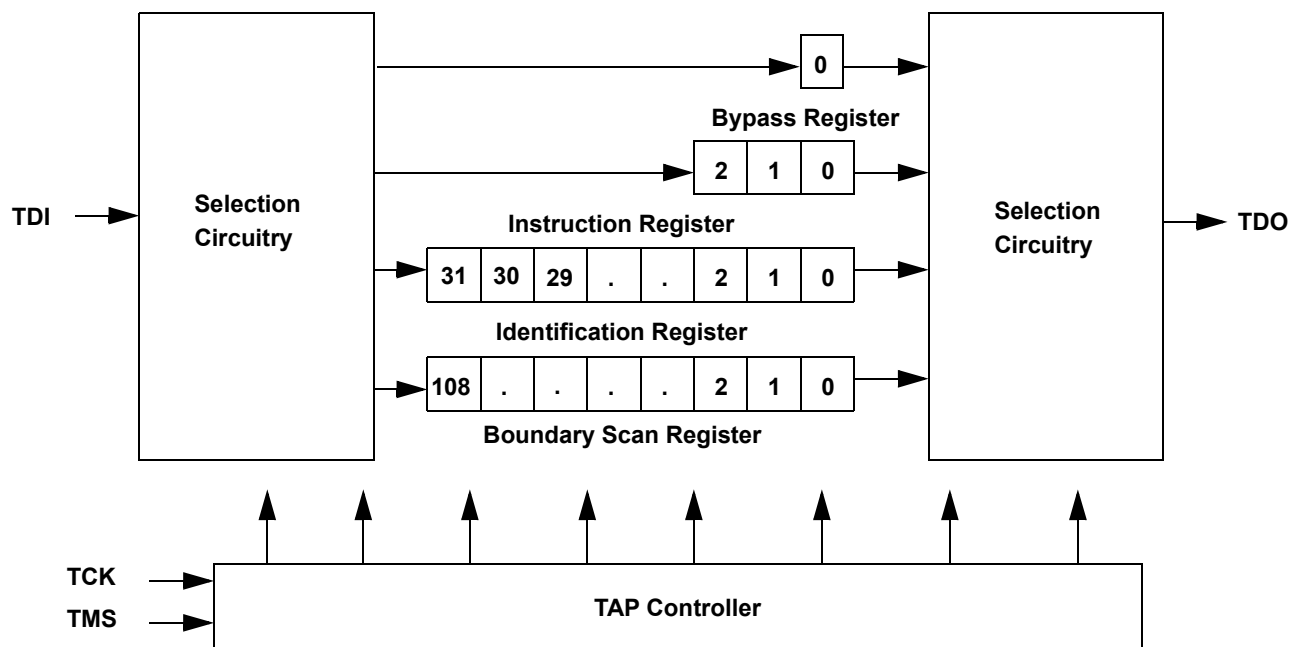 0
Bypass Register
2 1 0
TDI
Selection
Circuitry
Instruction Register
Selection
Circuitry
TDO
31 30 29 . . 2 1 0
Identification Register
108 . . . . 2 1 0
Boundary Scan Register
TCK
TMS
TAP Controller